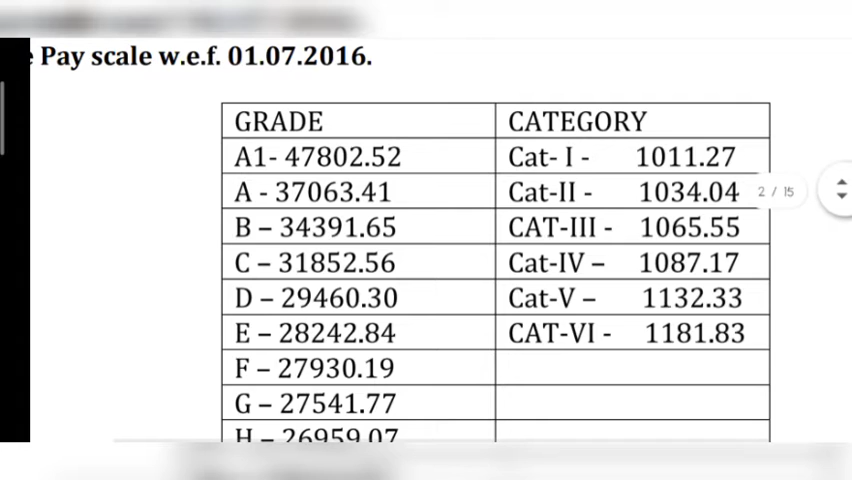 Pay scale w.e.f. 01.07.2016.
GRADE CATEGORY
A1- 47802.52 Cat- I - 1011.27
A - 37063.41 Cat-II - 1034.04
2 / 15
B – 34391.65 CAT-III - 1065.55
C – 31852.56 Cat-IV – 1087.17
D – 29460.30 Cat-V – 1132.33
E – 28242.84 CAT-VI - 1181.83
F – 27930.19
G – 27541.77
H – 26959.07